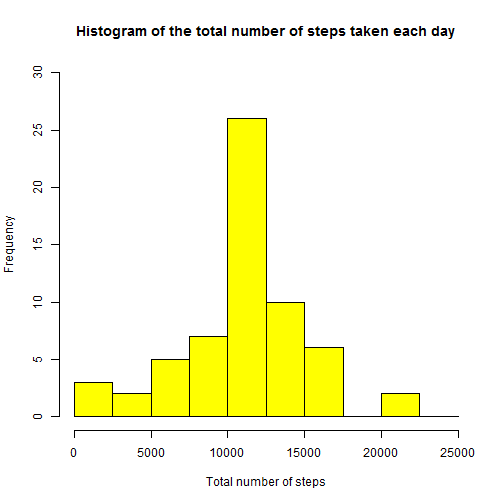 Histogram of the total number of steps taken each day
30
25
20
15
10
5
0
Frequency
0 5000 10000 15000 20000 25000
Total number of steps